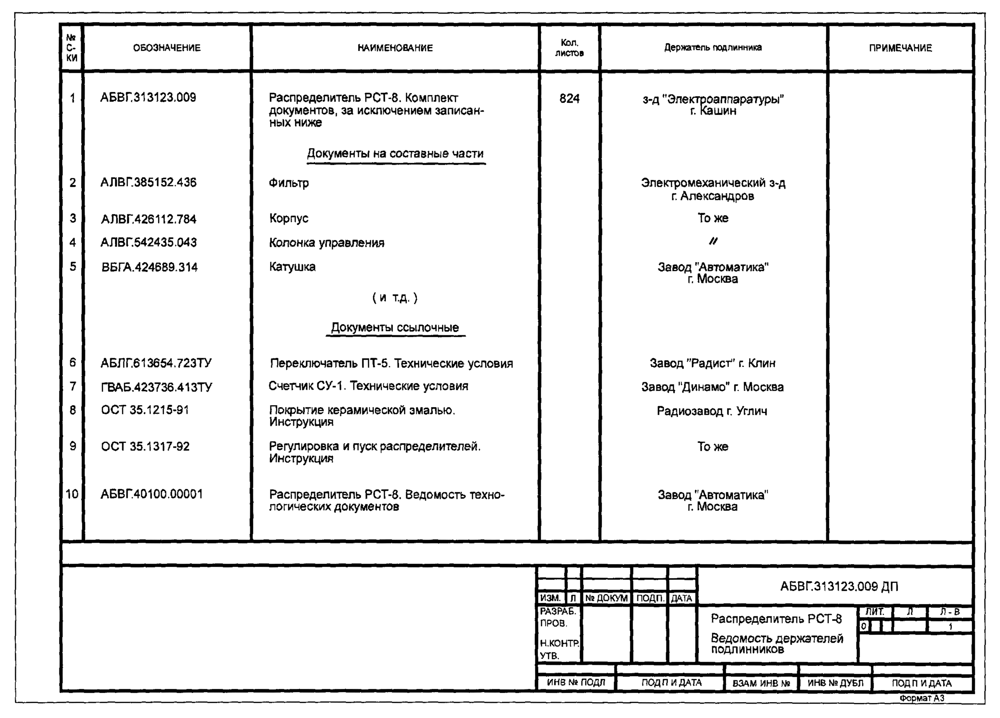 № С-КИ ОБОЗНАЧЕНИЕ НАИМЕНОВАНИЕ Кол. листов Держатель подлинника ПРИМЕЧАНИЕ
1 АБВГ.313123.009 Распределитель РСТ-8. Комплект 824 з-д "Электроаппаратуры"
документов, за исключением записан- г. Кашин
ных ниже
Документы на составные части
2 АЛВГ.385152.436 Фильтр Электромеханический з-д
г. Александров
3 АЛВГ.426112.784 Корпус То же
4 АЛВГ.542435.043 Колонка управления "
5 ВБГА.424689.314 Катушка Завод "Автоматика"
г. Москва
( и т.д. )
Документы ссылочные
6 АБЛГ.613654.723ТУ Переключатель ПТ-5. Технические условия Завод "Радист" г. Клин
7 ГВАБ.423736.413ТУ Счетчик СУ-1. Технические условия Завод "Динамо" г. Москва
8 ОСТ 35.1215-91 Покрытие керамической эмалью. Радиозавод г. Углич
Инструкция
9 ОСТ 35.1317-92 Регулировка и пуск распределителей. То же
Инструкция
10 АБВГ.40100.00001 Распределитель РСТ-8. Ведомость техно- Завод "Автоматика"
логических документов г. Москва
АБВГ.313123.009 ДП
ИЗМ. Л № ДОКУМ ПОДП. ДАТА
РАЗРАБ.
ПРОВ.
Н.КОНТР.
УТВ.
Распределитель РСТ-8
Ведомость держателей
подлинников
ЛИТ. Л Л - В
О 1
ИНВ № ПОДЛ ПОДП И ДАТА ВЗАМ ИНВ № ИНВ № ДУБЛ ПОДП И ДАТА
Формат А3